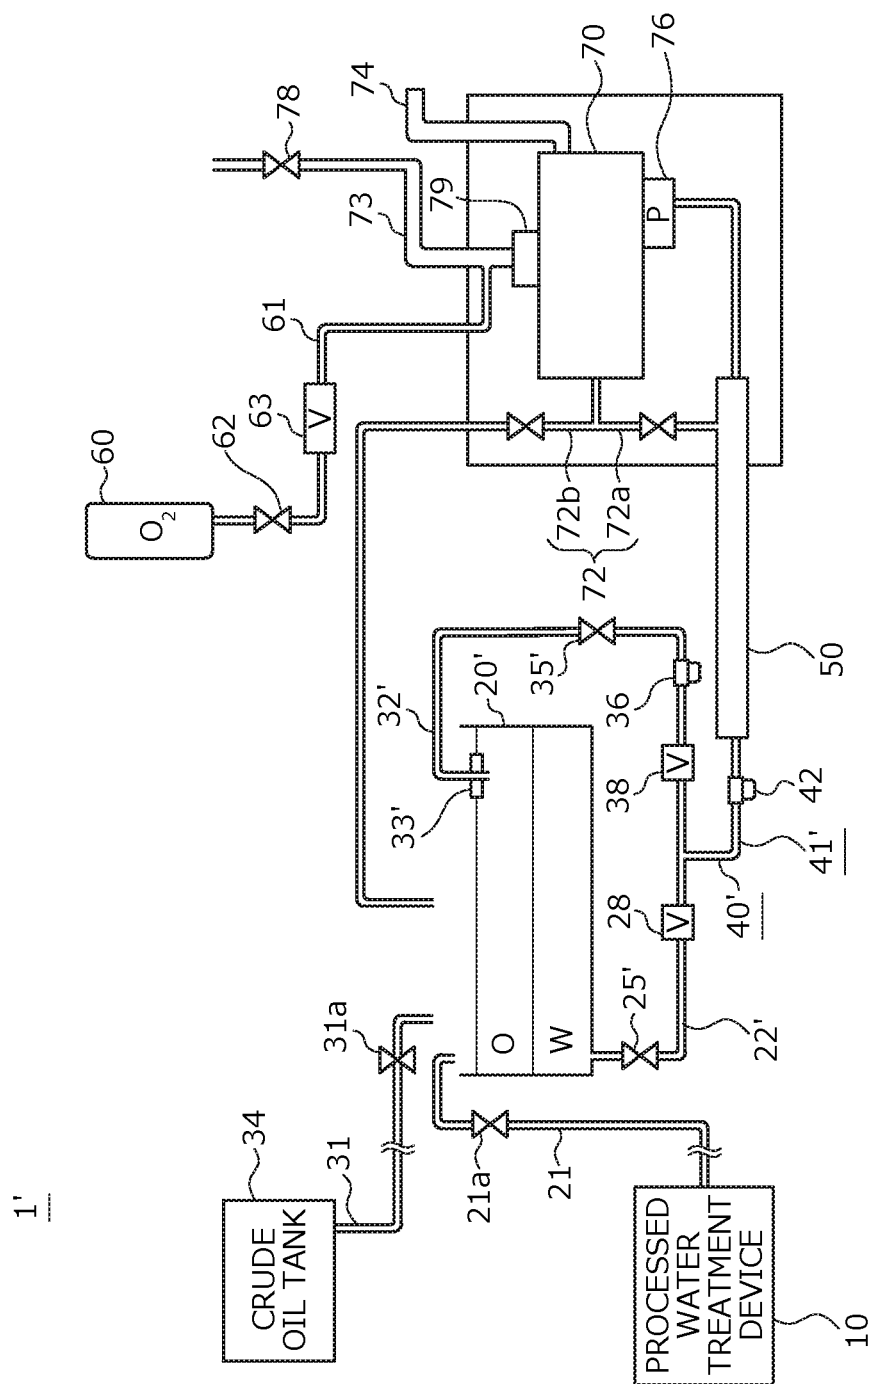 1'
CRUDE
OIL TANK
34
31
31a
PROCESSED
WATER
TREATMENT
DEVICE
10
21
21a
O
W
20'
22'
25'
28
V
32'
33'
35'
36
38
V
40'
41'
42
50
O2
60
61
62
63
V
70
72
72a
72b
73
74
76
P
78
79